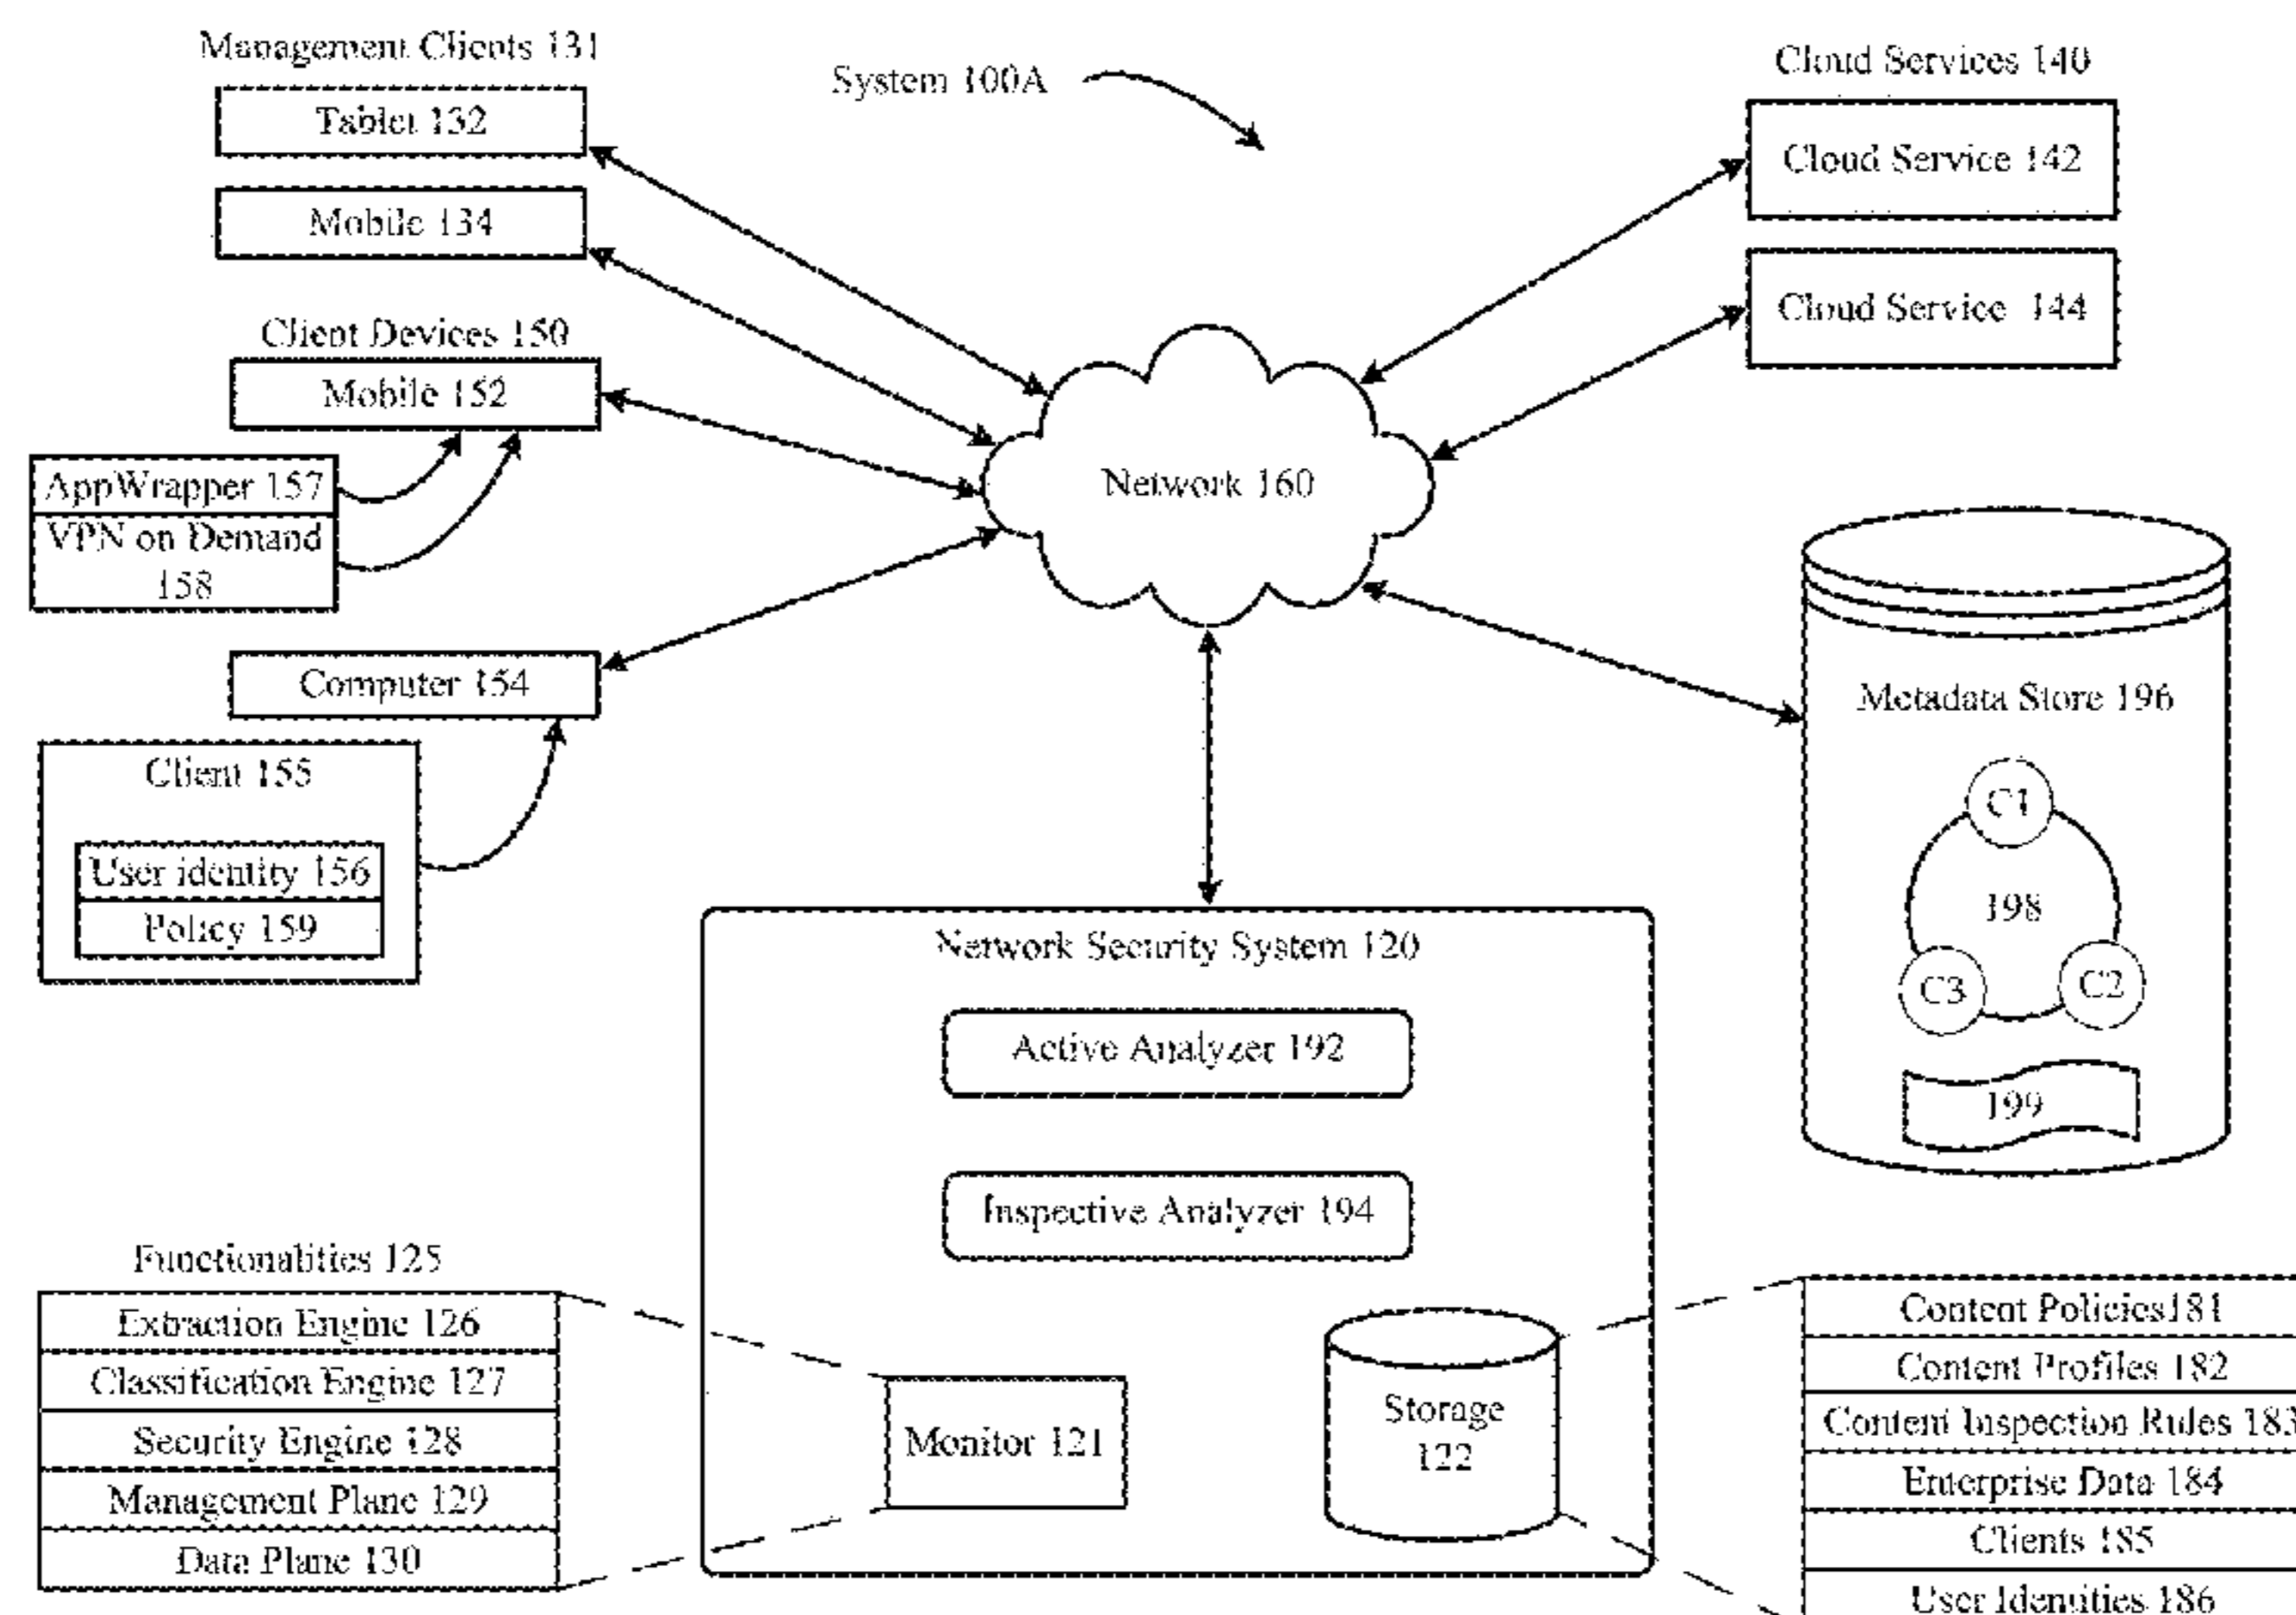 Management Clients 131
Tablet 132
Mobile 134
System 100A
Cloud Services 140
Cloud Service 142
Cloud Service 144
Client Devices 150
Mobile 152
AppWrapper 157
VPN on Demand
158
Network 160
Computer 154
Client 155
User identity 156
Policy 159
Metadata Store 196
C1
198
C3
C2
199
Network Security System 120
Active Analyzer 192
Inspective Analyzer 194
Monitor 121
Storage
122
Functionalities 125
Extraction Engine 126
Classification Engine 127
Security Engine 128
Management Plane 129
Data Plane 130
Content Policies181
Content Profiles 182
Content Inspection Rules 183
Enterprise Data 184
Clients 185
User Identities 186